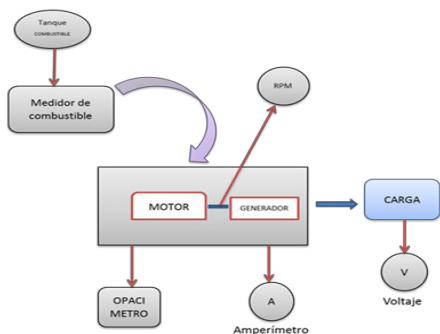 Tanque
COMBUSTIBLE
Medidor de
combustible
RPM
MOTOR
GENERADOR
CARGA
OPACI
METRO
A
Amperímetro
V
Voltaje